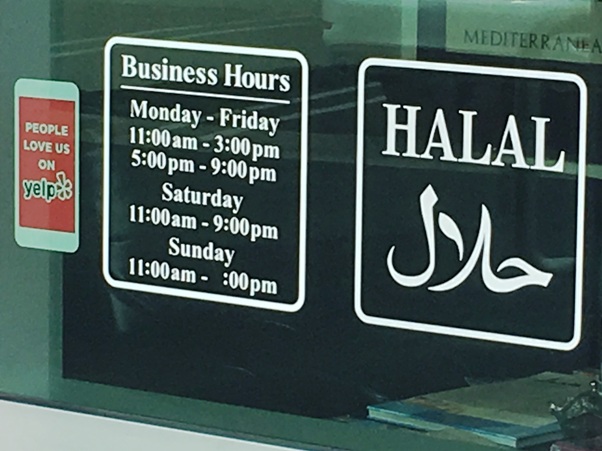 PEOPLE
LOVE US
ON
yelp
Business Hours
Monday - Friday
11:00am - 3:00pm
5:00pm - 9:00pm
Saturday
11:00am - 9:00pm
Sunday
11:00am - :00pm
HALAL
حلال
MEDITERRANEA